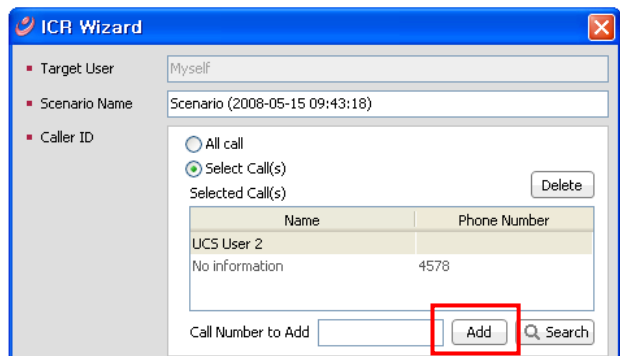 ICR Wizard
Target User Myself
Scenario Name Scenario (2008-05-15 09:43:18)
Caller ID
All call
Select Call(s)
Selected Call(s) Delete
Name Phone Number
UCS User 2
No information 4578
Call Number to Add Add Search